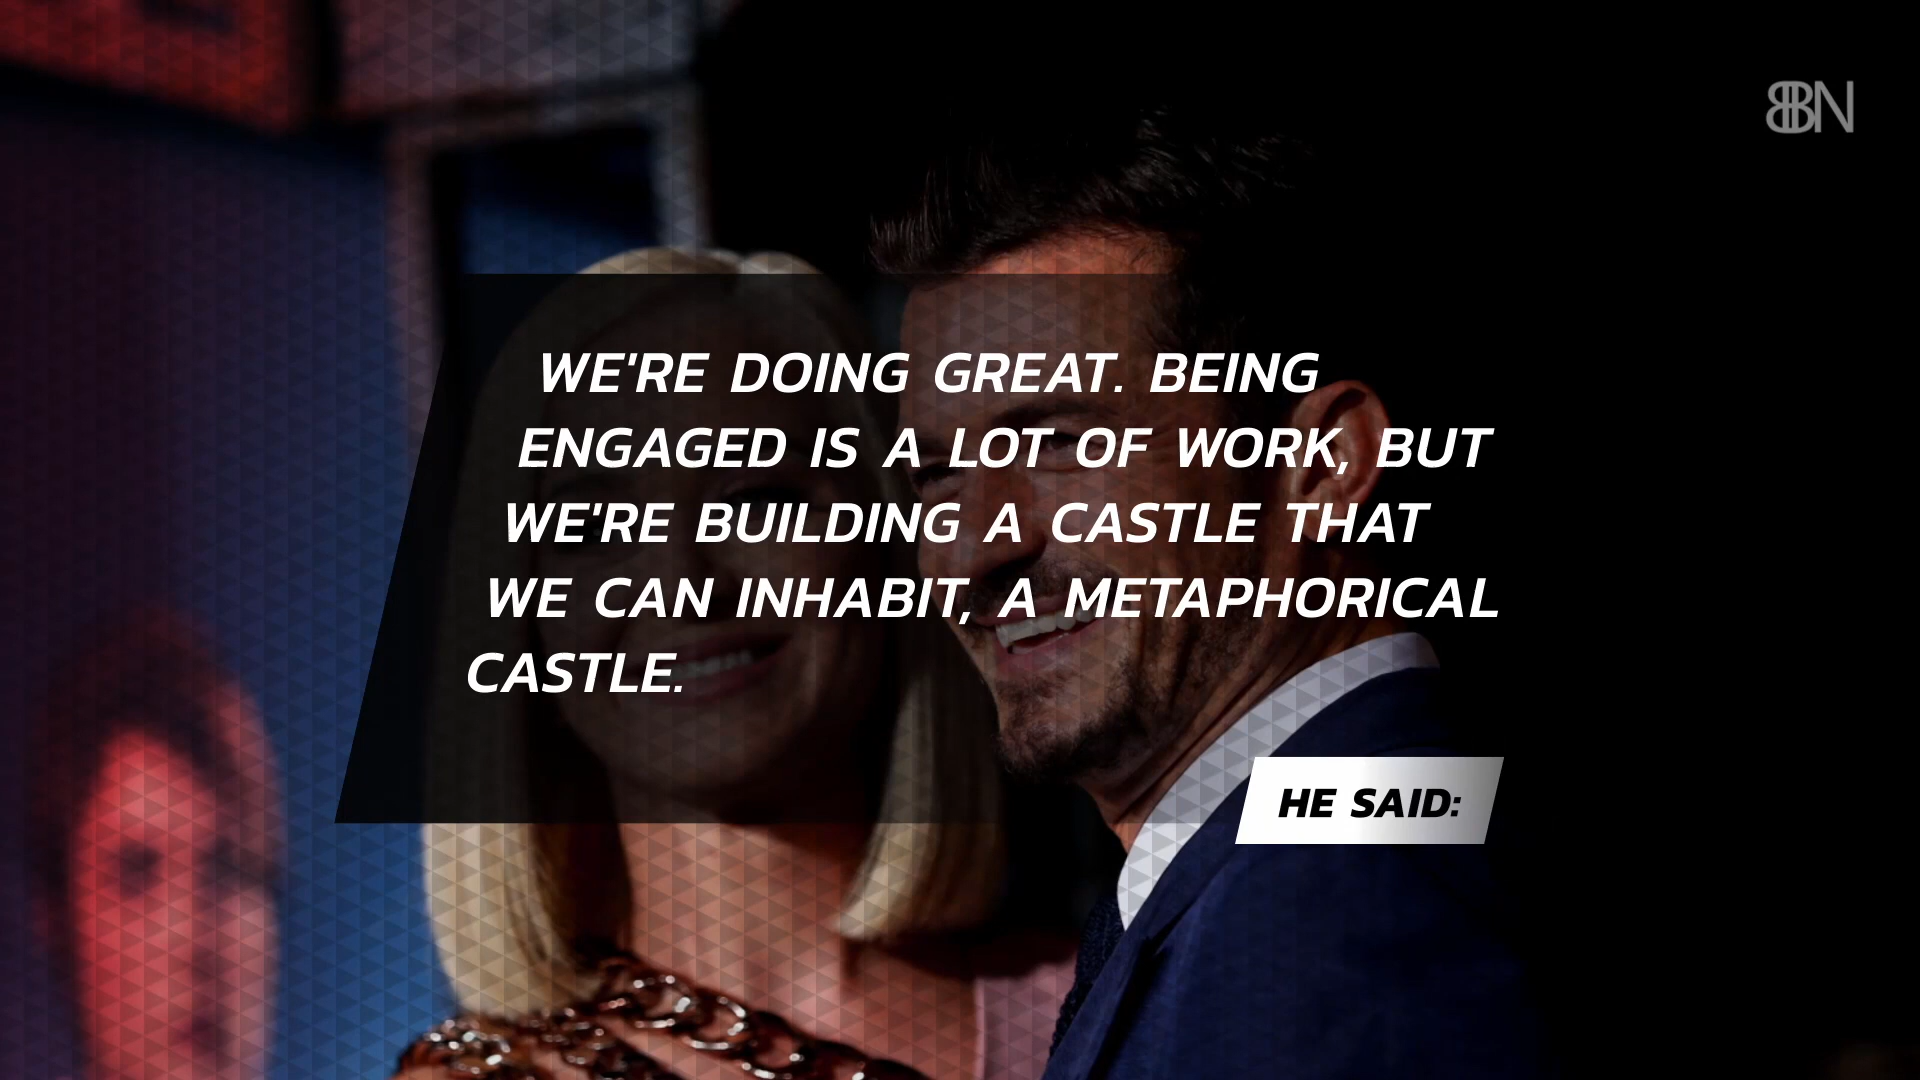 BBN
WE'RE DOING GREAT. BEING
ENGAGED IS A LOT OF WORK, BUT
WE'RE BUILDING A CASTLE THAT
WE CAN INHABIT, A METAPHORICAL
CASTLE.
HE SAID: